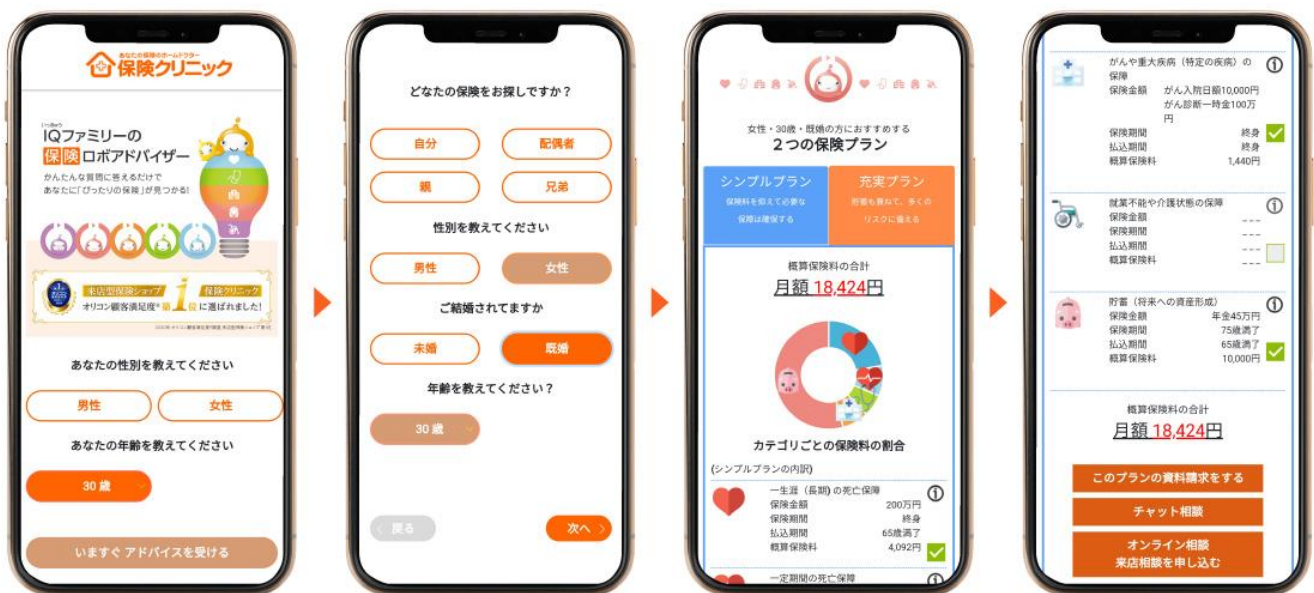 あなたの保険のホームドクター
保険クリニック
いっきゅう
IQファミリーの
保険ロボアドバイザー
かんたんな質問に答えるだけで
あなたに「ぴったりの保険」が見つかる!
来店型保険ショップ
保険クリニック
オリコン顧客満足度®第1位に選ばれました!
あなたの性別を教えてください
男性
女性
あなたの年齢を教えてください
30 歳
いますぐ アドバイスを受ける
どなたの保険をお探しですか？
自分
配偶者
親
兄弟
性別を教えてください
男性
女性
ご結婚されてますか
未婚
既婚
年齢を教えてください？
30 歳
戻る
次へ
女性・30歳・既婚の方におすすめする
２つの保険プラン
シンプルプラン
保険料を抑えて必要な
保障は確保する
充実プラン
貯蓄も兼ねて、多くの
リスクに備える
概算保険料の合計
月額 18,424円
カテゴリごとの保険料の割合
(シンプルプランの内訳)
一生涯（長期) の死亡保障
保険金額 200万円
保険期間 終身
払込期間 65歳満了
概算保険料 4,092円
一定期間の死亡保障
がんや重大疾病（特定の疾病）の
保障
保険金額 がん入院日額10,000円
がん診断一時金100万
円
保険期間 終身
払込期間 終身
概算保険料 1,440円
就業不能や介護状態の保障
保険金額 ---
保険期間 ---
払込期間 ---
概算保険料 ---
貯蓄（将来への資産形成）
保険金額 年金45万円
保険期間 75歳満了
払込期間 65歳満了
概算保険料 10,000円
概算保険料の合計
月額 18,424円
このプランの資料請求をする
チャット相談
オンライン相談
来店相談を申し込む